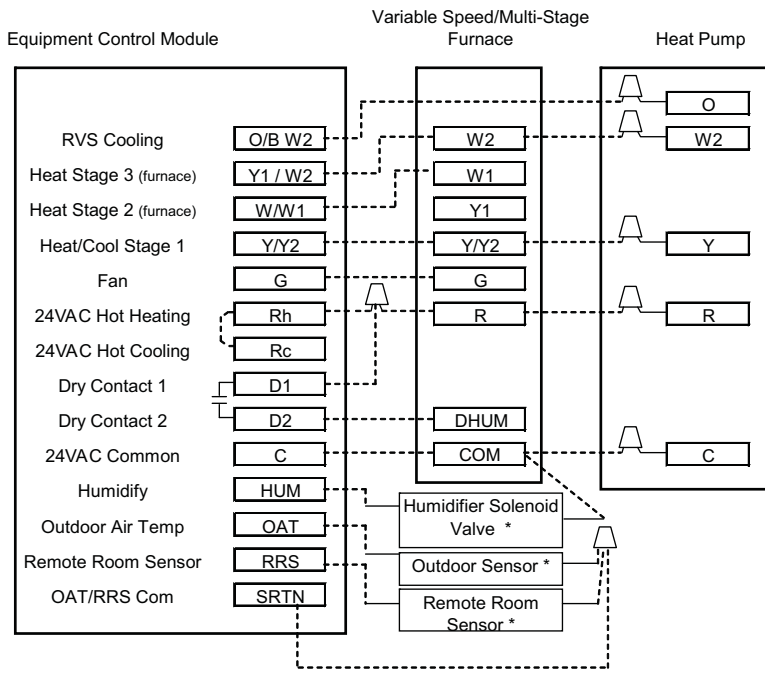 Variable Speed/Multi-Stage
Equipment Control Module Furnace Heat Pump
O
RVS Cooling O/B W2 W2 W2
Heat Stage 3 (furnace) Y1 / W2 W1
Heat Stage 2 (furnace) W/W1 Y1
Heat/Cool Stage 1 Y/Y2 Y/Y2 Y
Fan G G
24VAC Hot Heating Rh R R
24VAC Hot Cooling Rc
Dry Contact 1 D1
Dry Contact 2 D2 DHUM
24VAC Common C COM C
Humidify HUM
Humidifier Solenoid
Valve *
Outdoor Air Temp OAT
Outdoor Sensor *
Remote Room Sensor RRS
OAT/RRS Com SRTN
Remote Room
Sensor *